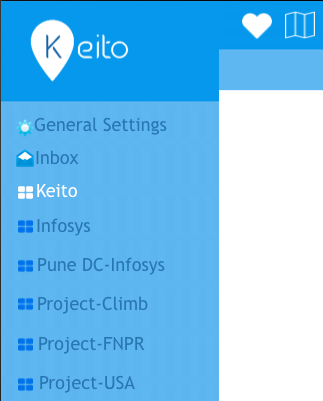 Keito
General Settings
Inbox
Keito
Infosys
Pune DC-Infosys
Project-Climb
Project-FNPR
Project-USA